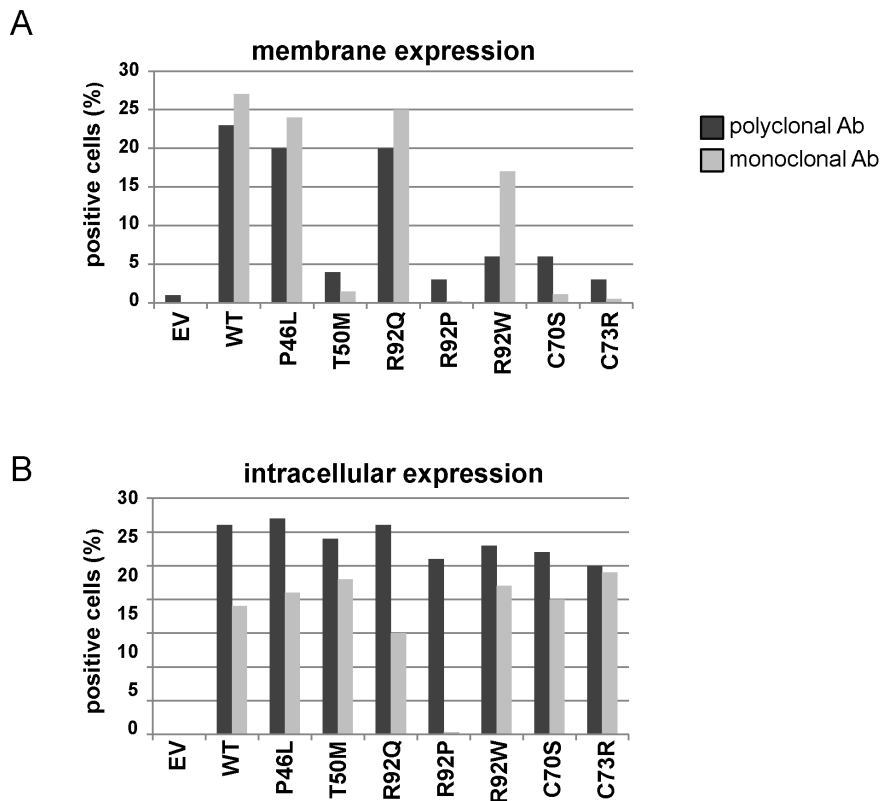 A
membrane expression
positive cells (%)
30
25
20
15
10
5
0
EV
WT
P46L
T50M
R92Q
R92P
R92W
C70S
C73R
polyclonal Ab
monoclonal Ab
B
intracellular expression
positive cells (%)
30
25
20
15
10
5
0
EV
WT
P46L
T50M
R92Q
R92P
R92W
C70S
C73R